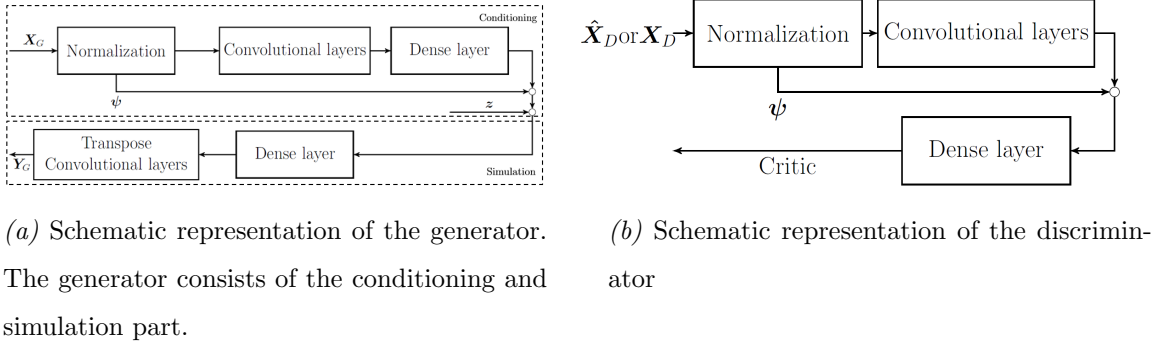 Conditioning
X_G
Normalization
Convolutional layers
Dense layer
ψ
z
Transpose
Convolutional layers
Dense layer
Y_G
Simulation
X̂_D or X_D
Normalization
Convolutional layers
ψ
Dense layer
Critic
(a) Schematic representation of the generator.
The generator consists of the conditioning and
simulation part.
(b) Schematic representation of the discrimin-
ator